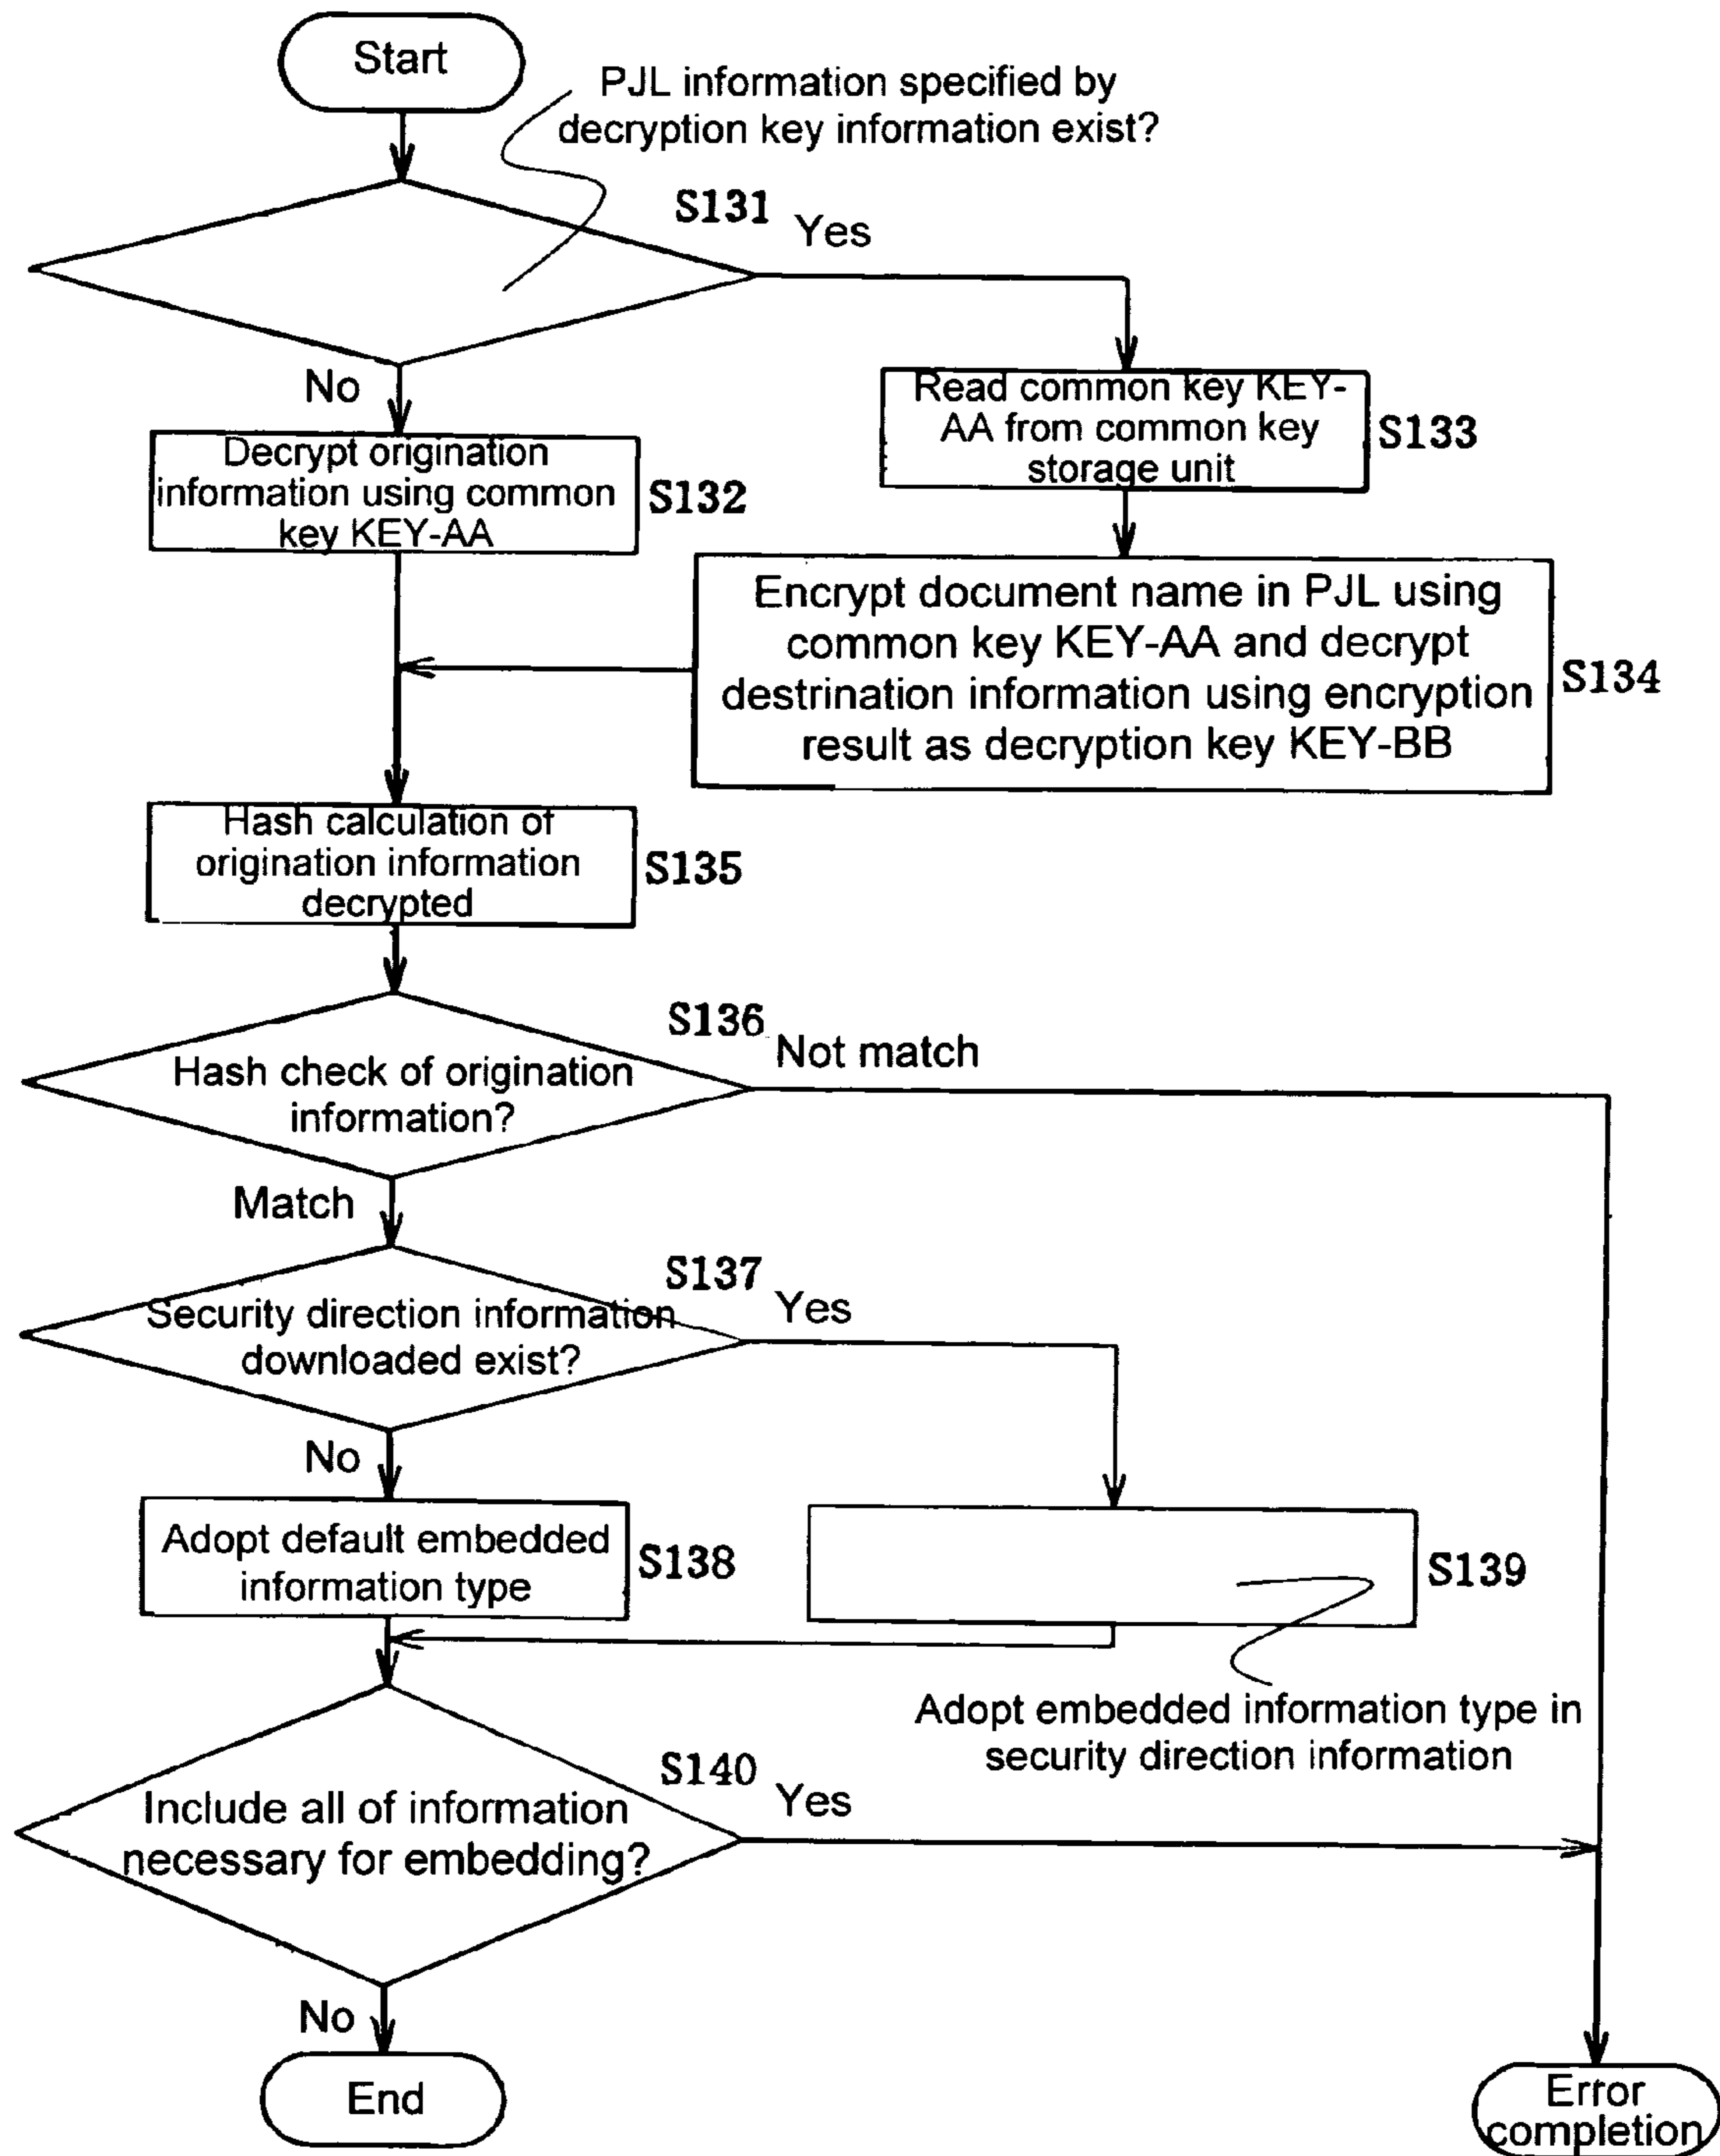 Start
PJL information specified by
decryption key information exist?
S131
Yes
No
Read common key KEY-
AA from common key
storage unit
S133
Decrypt origination
information using common
key KEY-AA
S132
Encrypt document name in PJL using
common key KEY-AA and decrypt
destrination information using encryption
result as decryption key KEY-BB
S134
Hash calculation of
origination information
decrypted
S135
S136
Not match
Hash check of origination
information?
Match
S137
Yes
Security direction information
downloaded exist?
No
Adopt default embedded
information type
S138
S139
Adopt embedded information type in
security direction information
S140
Yes
Include all of information
necessary for embedding?
No
End
Error
completion